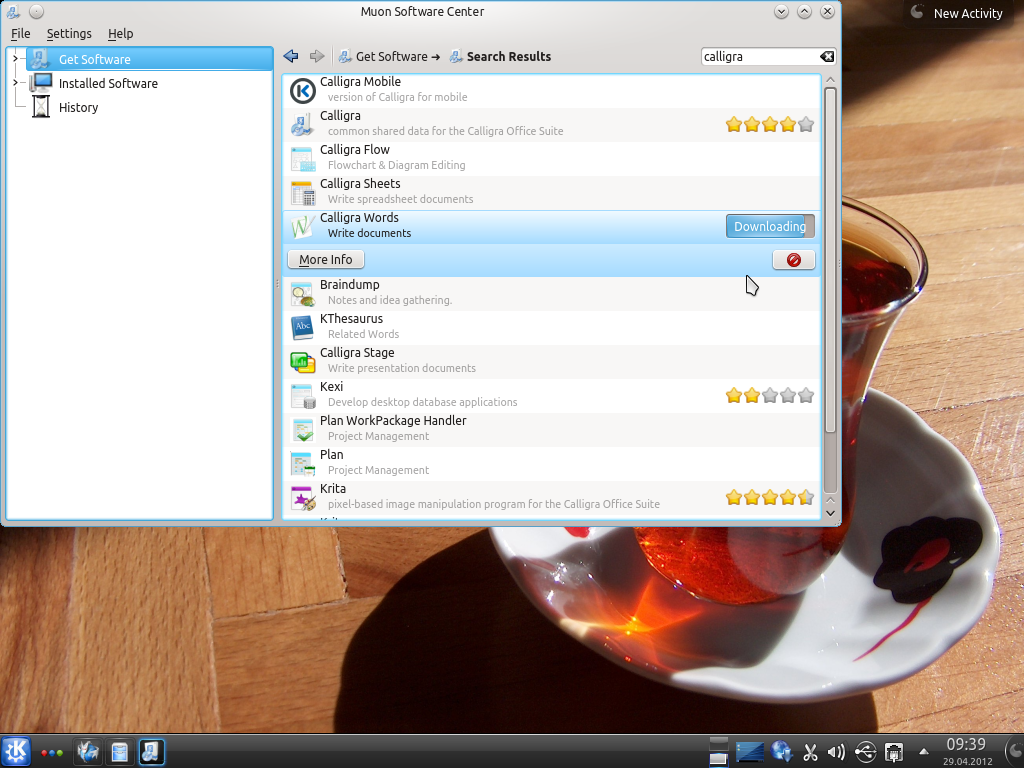 Muon Software Center
New Activity
File Settings Help
Get Software
Installed Software
History
Get Software → Search Results
calligra
Calligra Mobile
version of Calligra for mobile
Calligra
common shared data for the Calligra Office Suite
Calligra Flow
Flowchart & Diagram Editing
Calligra Sheets
Write spreadsheet documents
Calligra Words
Write documents
Downloading
More Info
Braindump
Notes and idea gathering.
KThesaurus
Related Words
Calligra Stage
Write presentation documents
Kexi
Develop desktop database applications
Plan WorkPackage Handler
Project Management
Plan
Project Management
Krita
pixel-based image manipulation program for the Calligra Office Suite
09:39
29.04.2012